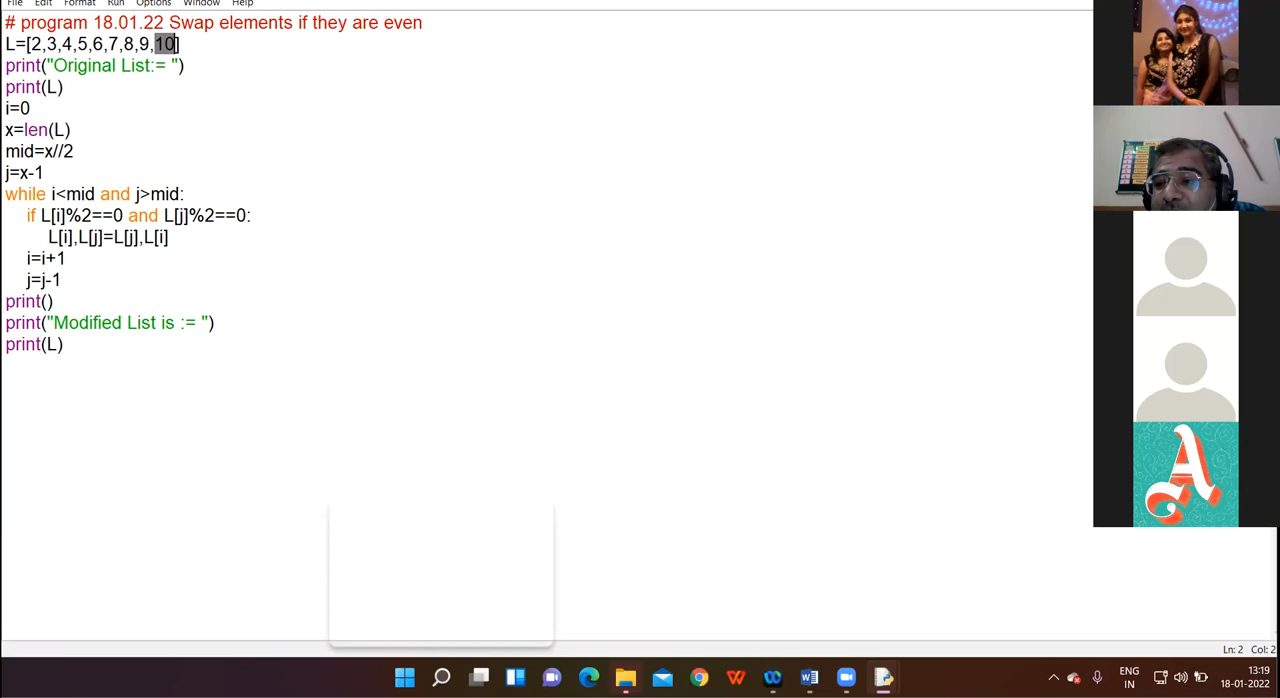 File Edit Format Run Options Window Help
# program 18.01.22 Swap elements if they are even
L=[2,3,4,5,6,7,8,9,10]
print("Original List:= ")
print(L)
i=0
x=len(L)
mid=x//2
j=x-1
while i<mid and j>mid:
    if L[i]%2==0 and L[j]%2==0:
        L[i],L[j]=L[j],L[i]
    i=i+1
    j=j-1
print()
print("Modified List is := ")
print(L)
A
Ln: 2 Col: 2
ENG
IN
13:19
18-01-2022